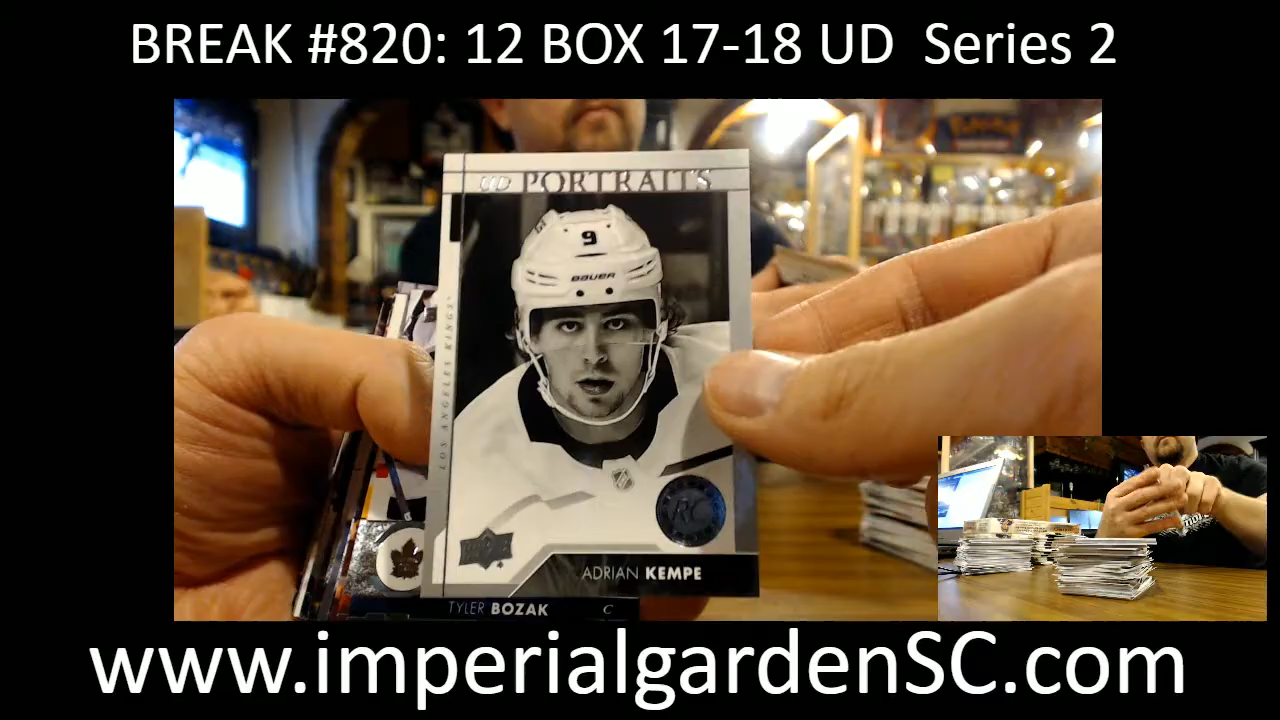 BREAK #820: 12 BOX 17-18 UD Series 2
UD PORTRAITS
9
BAUER
LOS ANGELES KINGS
RC
ADRIAN KEMPE
TYLER BOZAK C
www.imperialgardenSC.com